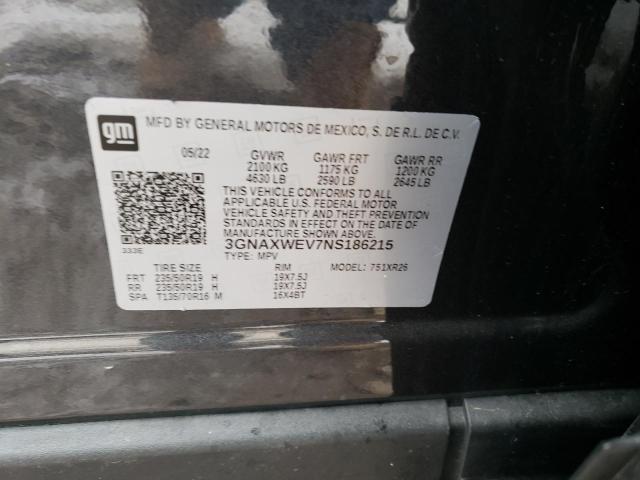 gm
MFD BY GENERAL MOTORS DE MEXICO, S. DE R.L. DE C.V.
05/22 GVWR GAWR FRT GAWR RR
2100 KG 1175 KG 1200 KG
4630 LB 2590 LB 2645 LB
THIS VEHICLE CONFORMS TO ALL
APPLICABLE U.S. FEDERAL MOTOR
VEHICLE SAFETY AND THEFT PREVENTION
STANDARDS IN EFFECT ON THE DATE OF
MANUFACTURE SHOWN ABOVE.
3GNAXWEV7NS186215
333E TYPE: MPV MODEL: 751XR26
TIRE SIZE RIM
FRT 235/50R19 H 19X7.5J
RR 235/50R19 H 19X7.5J
SPA T135/70R16 M 16X4BT